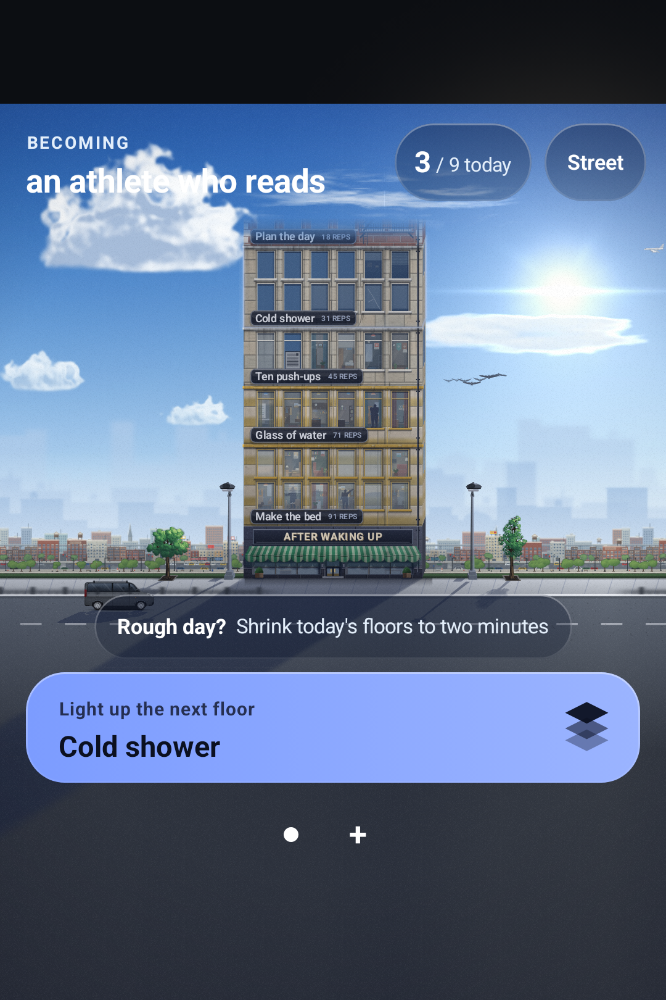 BECOMING
an athlete who reads
3 / 9 today
Street
Plan the day 18 REPS
Cold shower 31 REPS
Ten push-ups 45 REPS
Glass of water 71 REPS
Make the bed 91 REPS
AFTER WAKING UP
Rough day? Shrink today's floors to two minutes
Light up the next floor
Cold shower